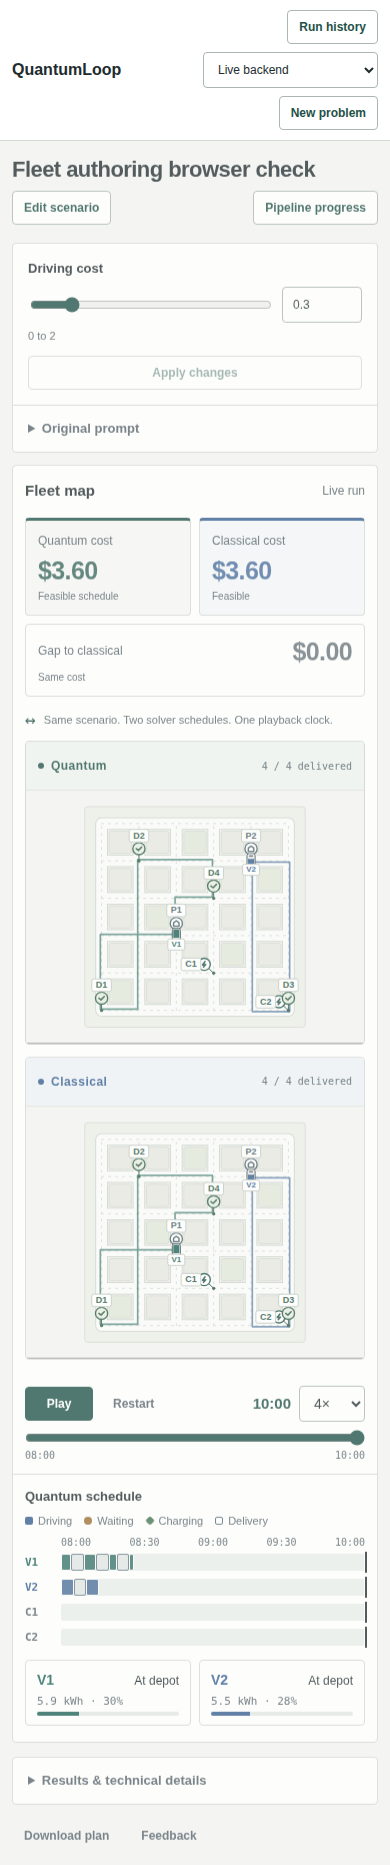 Run history
QuantumLoop
Live backend
New problem
Fleet authoring browser check
Edit scenario
Pipeline progress
Driving cost
0.3
0 to 2
Apply changes
Original prompt
Fleet map
Live run
Quantum cost
$3.60
Feasible schedule
Classical cost
$3.60
Feasible
Gap to classical
$0.00
Same cost
Same scenario. Two solver schedules. One playback clock.
Quantum
4 / 4 delivered
D2
P2
V2
D4
P1
V1
C1
D1
D3
C2
Classical
4 / 4 delivered
D2
P2
V2
D4
P1
V1
C1
D1
D3
C2
Play
Restart
10:00
4×
08:00
10:00
Quantum schedule
Driving
Waiting
Charging
Delivery
08:00
08:30
09:00
09:30
10:00
V1
V2
C1
C2
V1
At depot
5.9 kWh · 30%
V2
At depot
5.5 kWh · 28%
Results & technical details
Download plan
Feedback